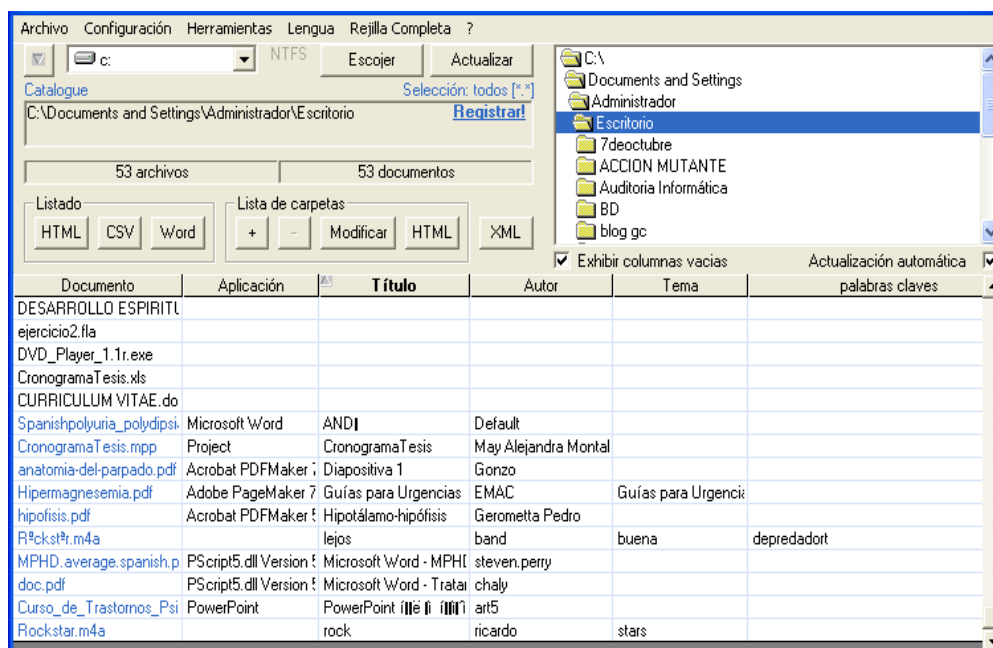 Archivo Configuración Herramientas Lengua Rejilla Completa ?
c: NTFS Escojer Actualizar
Catalogue Selección: todos [*.*]
C:\Documents and Settings\Administrador\Escritorio Registrar!
53 archivos 53 documentos
Listado Lista de carpetas
HTML CSV Word + - Modificar HTML XML
C:\
Documents and Settings
Administrador
Escritorio
7deoctubre
ACCION MUTANTE
Auditoria Informática
BD
blog gc
Exhibir columnas vacias Actualización automática
Documento Aplicación Título Autor Tema palabras claves
DESARROLLO ESPIRITU
ejercicio2.fla
DVD_Player_1.1r.exe
CronogramaTesis.xls
CURRICULUM VITAE.do
Spanishpolyuria_polydipsi Microsoft Word AND Default
CronogramaTesis.mpp Project CronogramaTesis May Alejandra Montal
anatomia-del-parpado.pdf Acrobat PDFMaker Diapositiva 1 Gonzo
Hipermagnesemia.pdf Adobe PageMaker 7 Guías para Urgencias EMAC Guías para Urgencia
hipofisis.pdf Acrobat PDFMaker Hipotálamo-hipófisis Gerometta Pedro
Rªckstªr.m4a lejos band buena depredadort
MPHD.average.spanish.p PScript5.dll Version Microsoft Word - MPHD steven.perry
doc.pdf PScript5.dll Version Microsoft Word - Tratar chaly
Curso_de_Trastornos_Psi PowerPoint PowerPoint art5
Rockstar.m4a rock ricardo stars